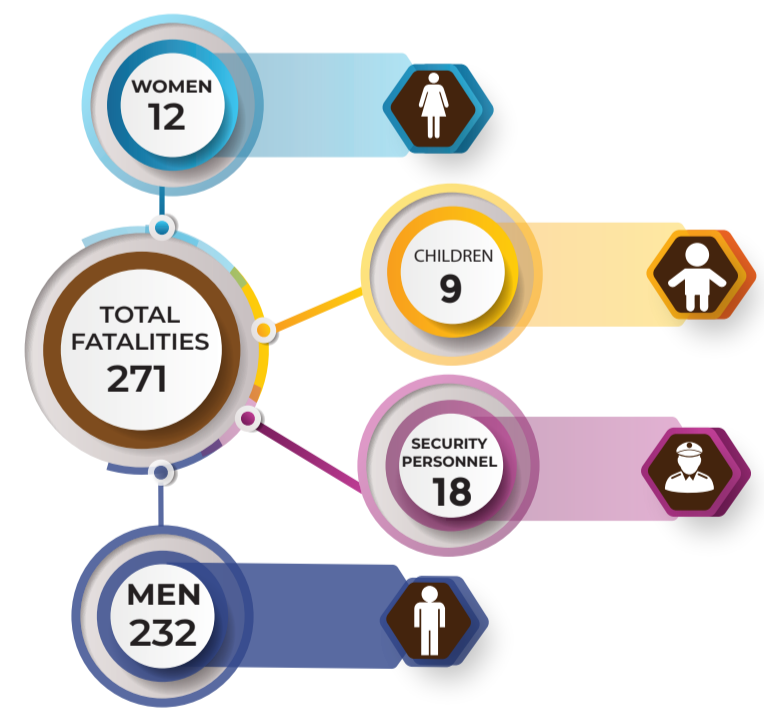 WOMEN
12
CHILDREN
9
TOTAL
FATALITIES
271
SECURITY
PERSONNEL
18
MEN
232